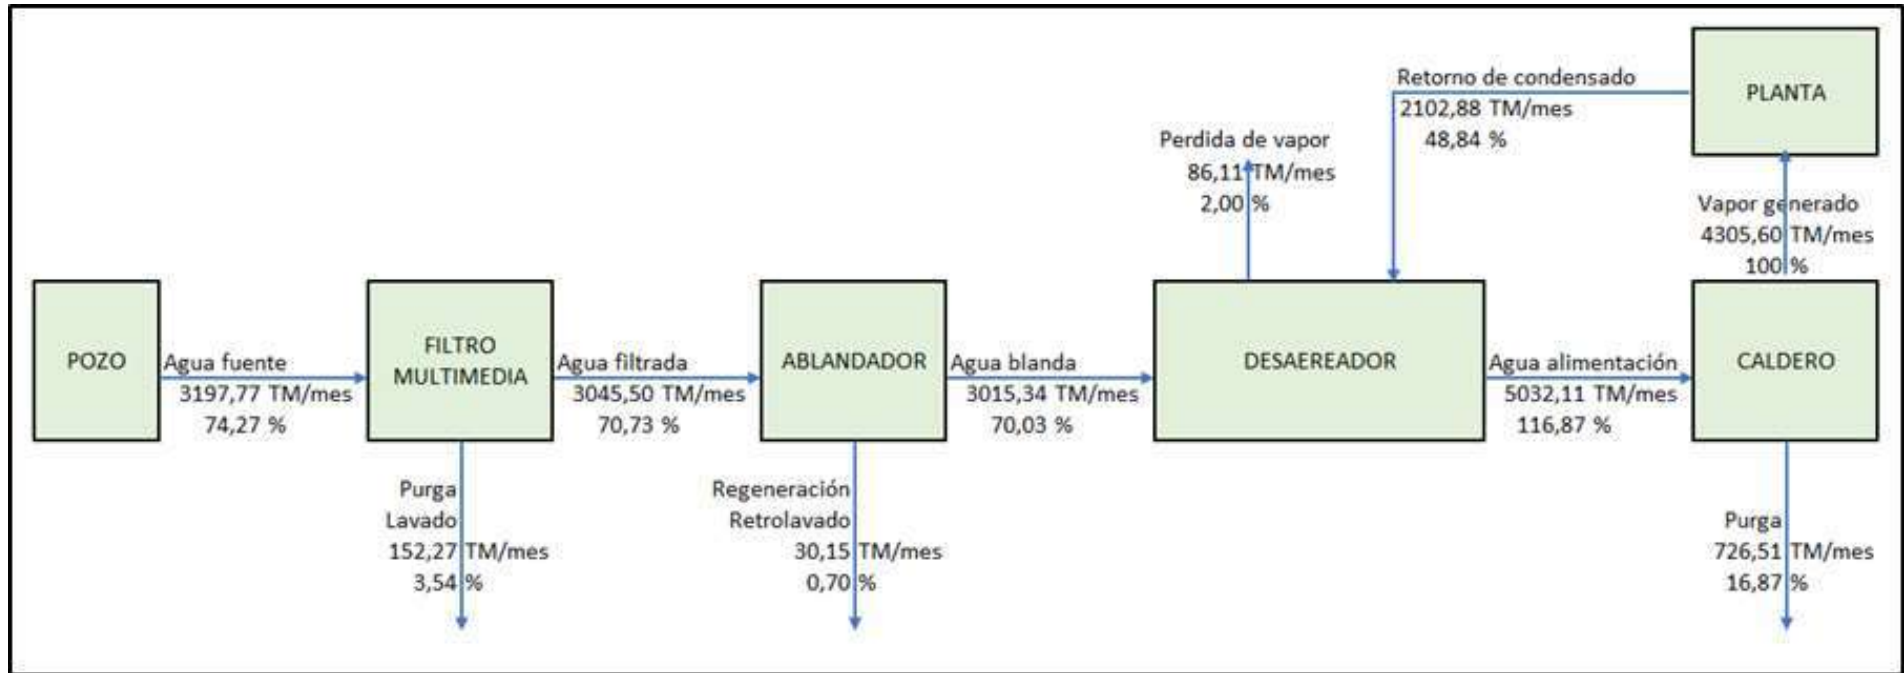 Retorno de condensado
2102,88 TM/mes
48,84 %
PLANTA
Perdida de vapor
86,11 TM/mes
2,00 %
Vapor generado
4305,60 TM/mes
100 %
POZO
Agua fuente
3197,77 TM/mes
74,27 %
FILTRO
MULTIMEDIA
Agua filtrada
3045,50 TM/mes
70,73 %
ABLANDADOR
Agua blanda
3015,34 TM/mes
70,03 %
DESAEREADOR
Agua alimentación
5032,11 TM/mes
116,87 %
CALDERO
Purga
Lavado
152,27 TM/mes
3,54 %
Regeneración
Retrolavado
30,15 TM/mes
0,70 %
Purga
726,51 TM/mes
16,87 %